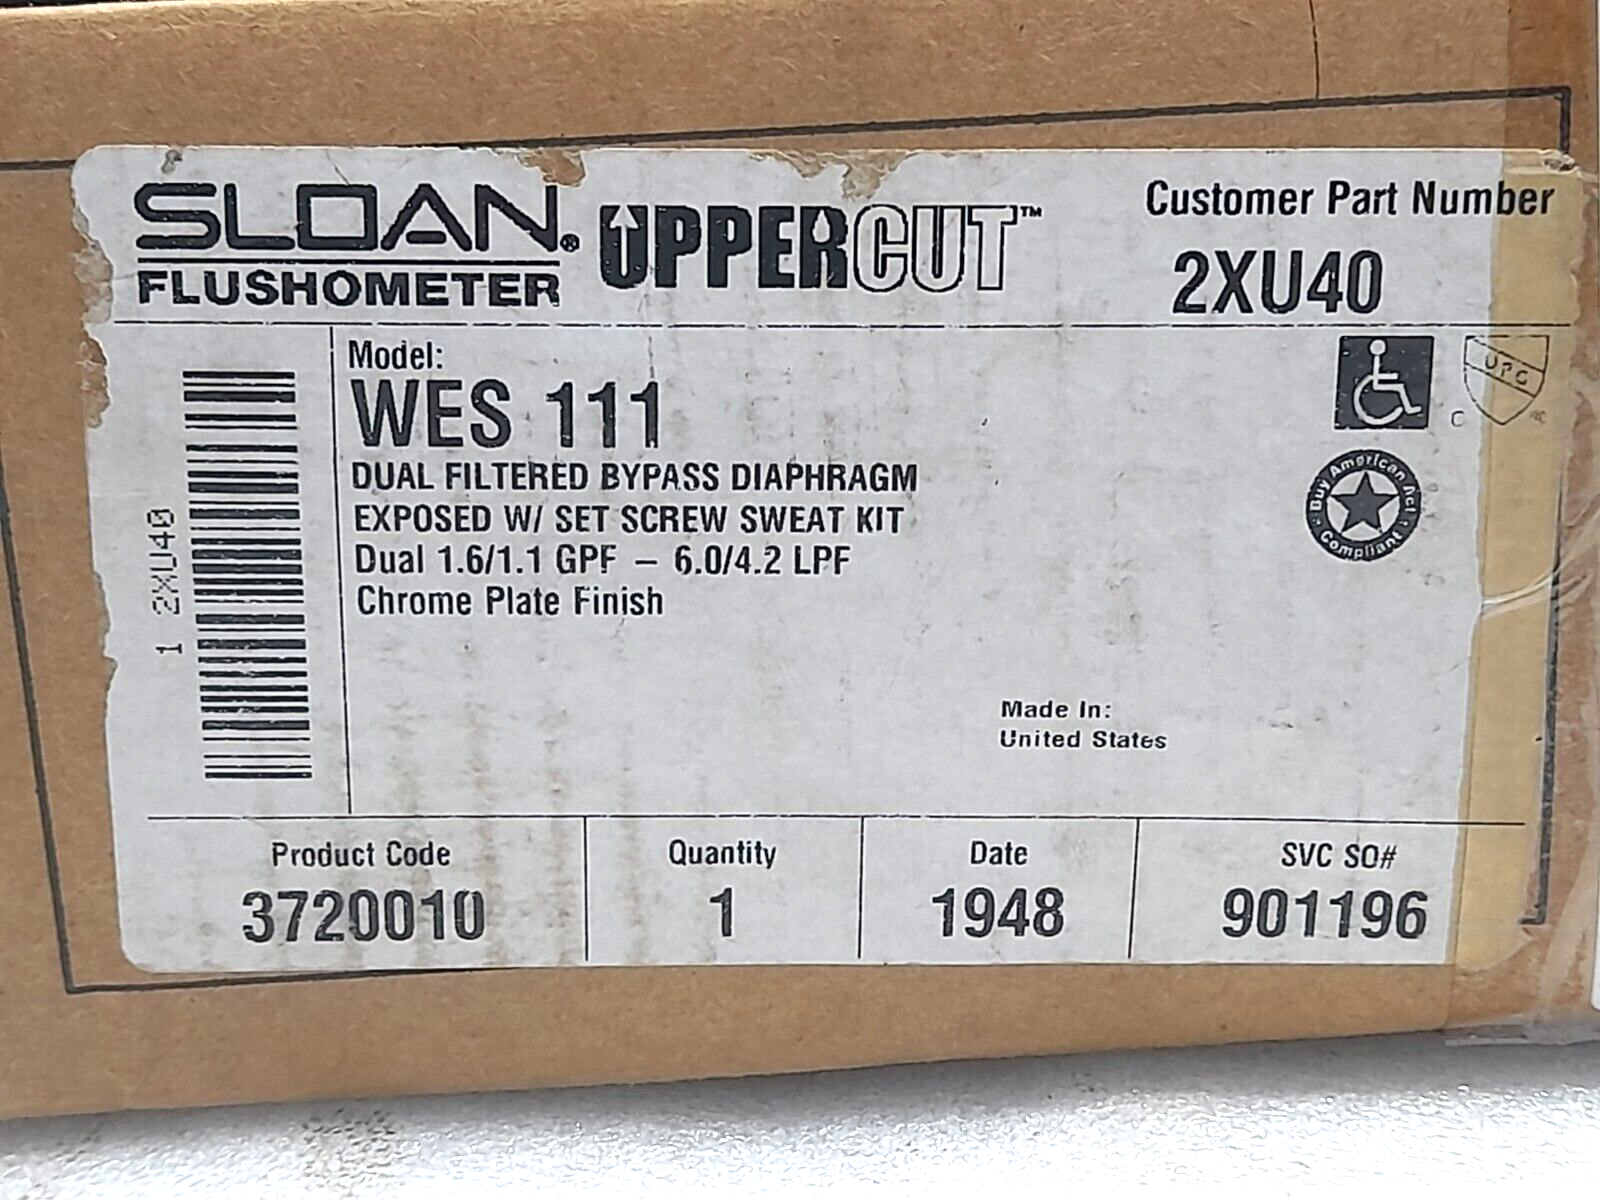 SLOAN® UPPERCUT™
FLUSHOMETER
Customer Part Number
2XU40
Model:
WES 111
DUAL FILTERED BYPASS DIAPHRAGM
EXPOSED W/ SET SCREW SWEAT KIT
Dual 1.6/1.1 GPF – 6.0/4.2 LPF
Chrome Plate Finish
1 2XU40
C
UPC
Buy American Act
Compliant
Made In:
United States
Product Code
3720010
Quantity
1
Date
1948
SVC SO#
901196